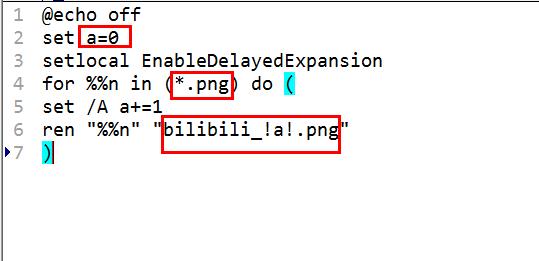 1 @echo off
2 set a=0
3 setlocal EnableDelayedExpansion
4 for %%n in (*.png) do (
5 set /A a+=1
6 ren "%%n" "bilibili_!a!.png"
7 )